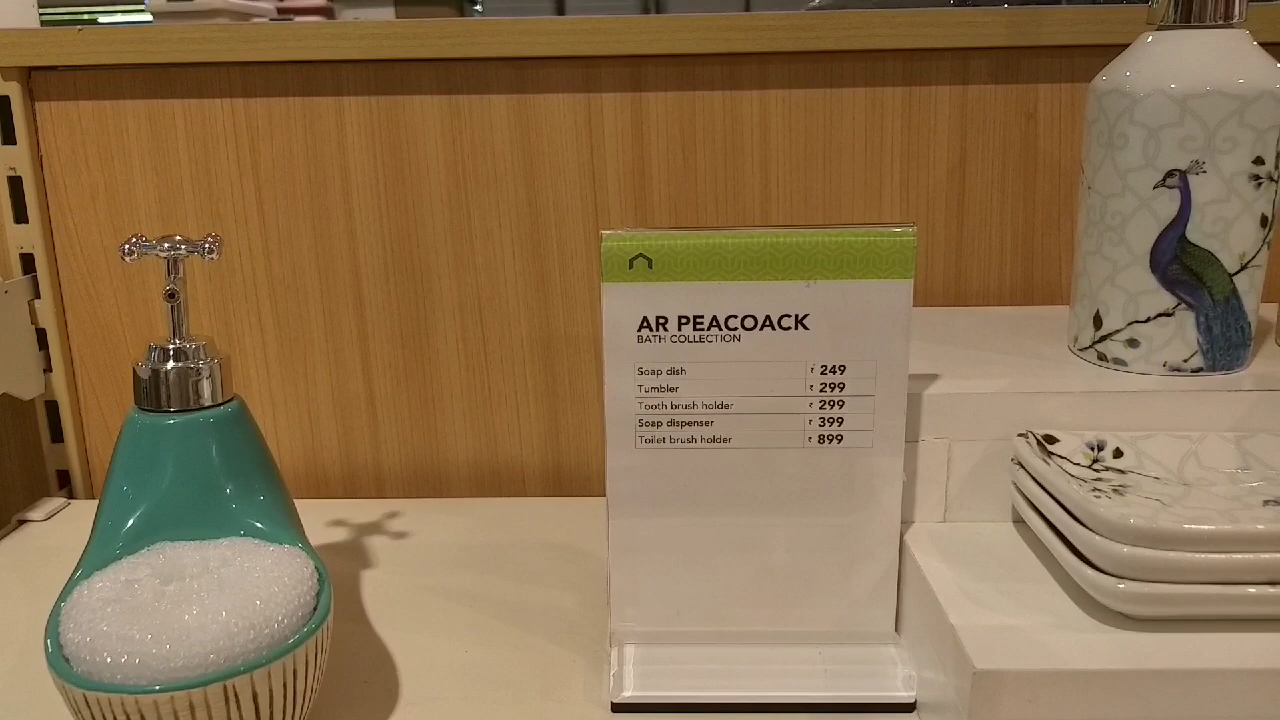 AR PEACOACK
BATH COLLECTION
Soap dish ₹ 249
Tumbler ₹ 299
Tooth brush holder ₹ 299
Soap dispenser ₹ 399
Toilet brush holder ₹ 899